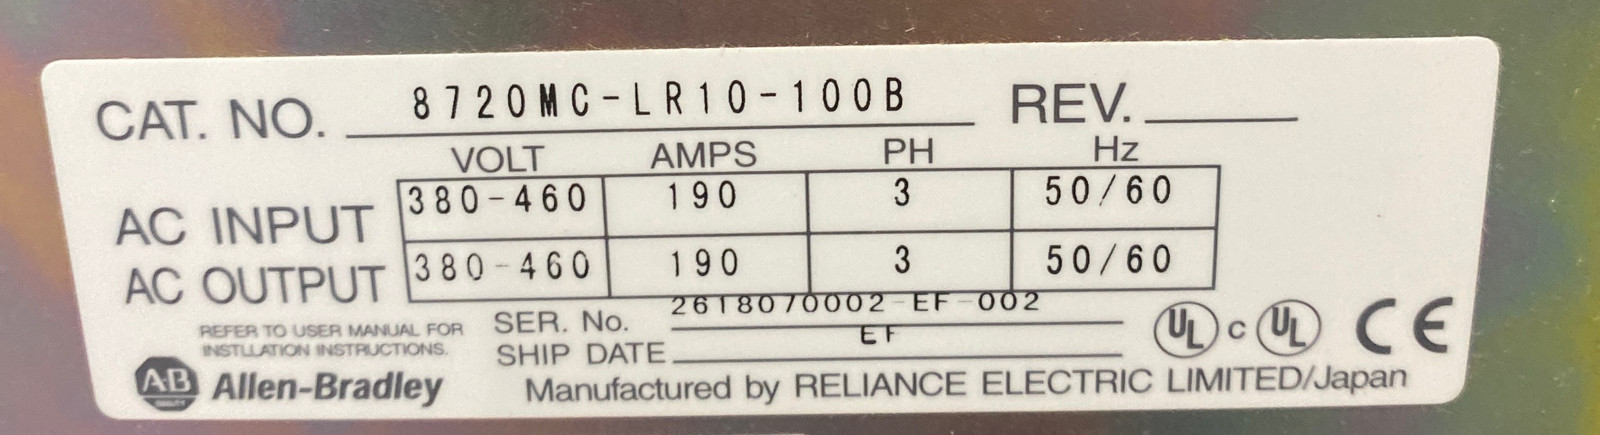 CAT. NO. 8720MC-LR10-100B REV.
VOLT AMPS PH Hz
AC INPUT 380-460 190 3 50/60
AC OUTPUT 380-460 190 3 50/60
REFER TO USER MANUAL FOR
INSTLLATION INSTRUCTIONS.
SER. No. 2618070002-EF-002
SHIP DATE EF
UL c UL CE
A-B Allen-Bradley
Manufactured by RELIANCE ELECTRIC LIMITED/Japan